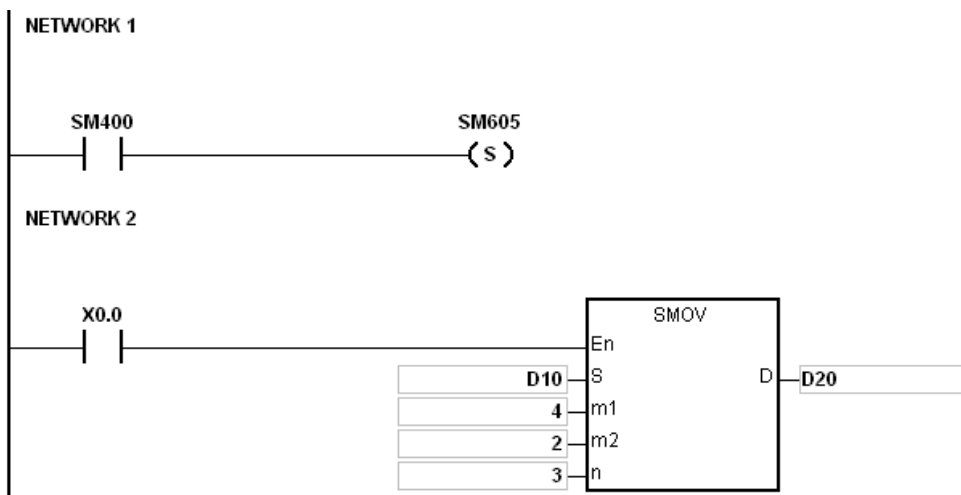 NETWORK 1
SM400 SM605
( S )
NETWORK 2
X0.0
SMOV
En
D10 S D D20
4 m1
2 m2
3 n